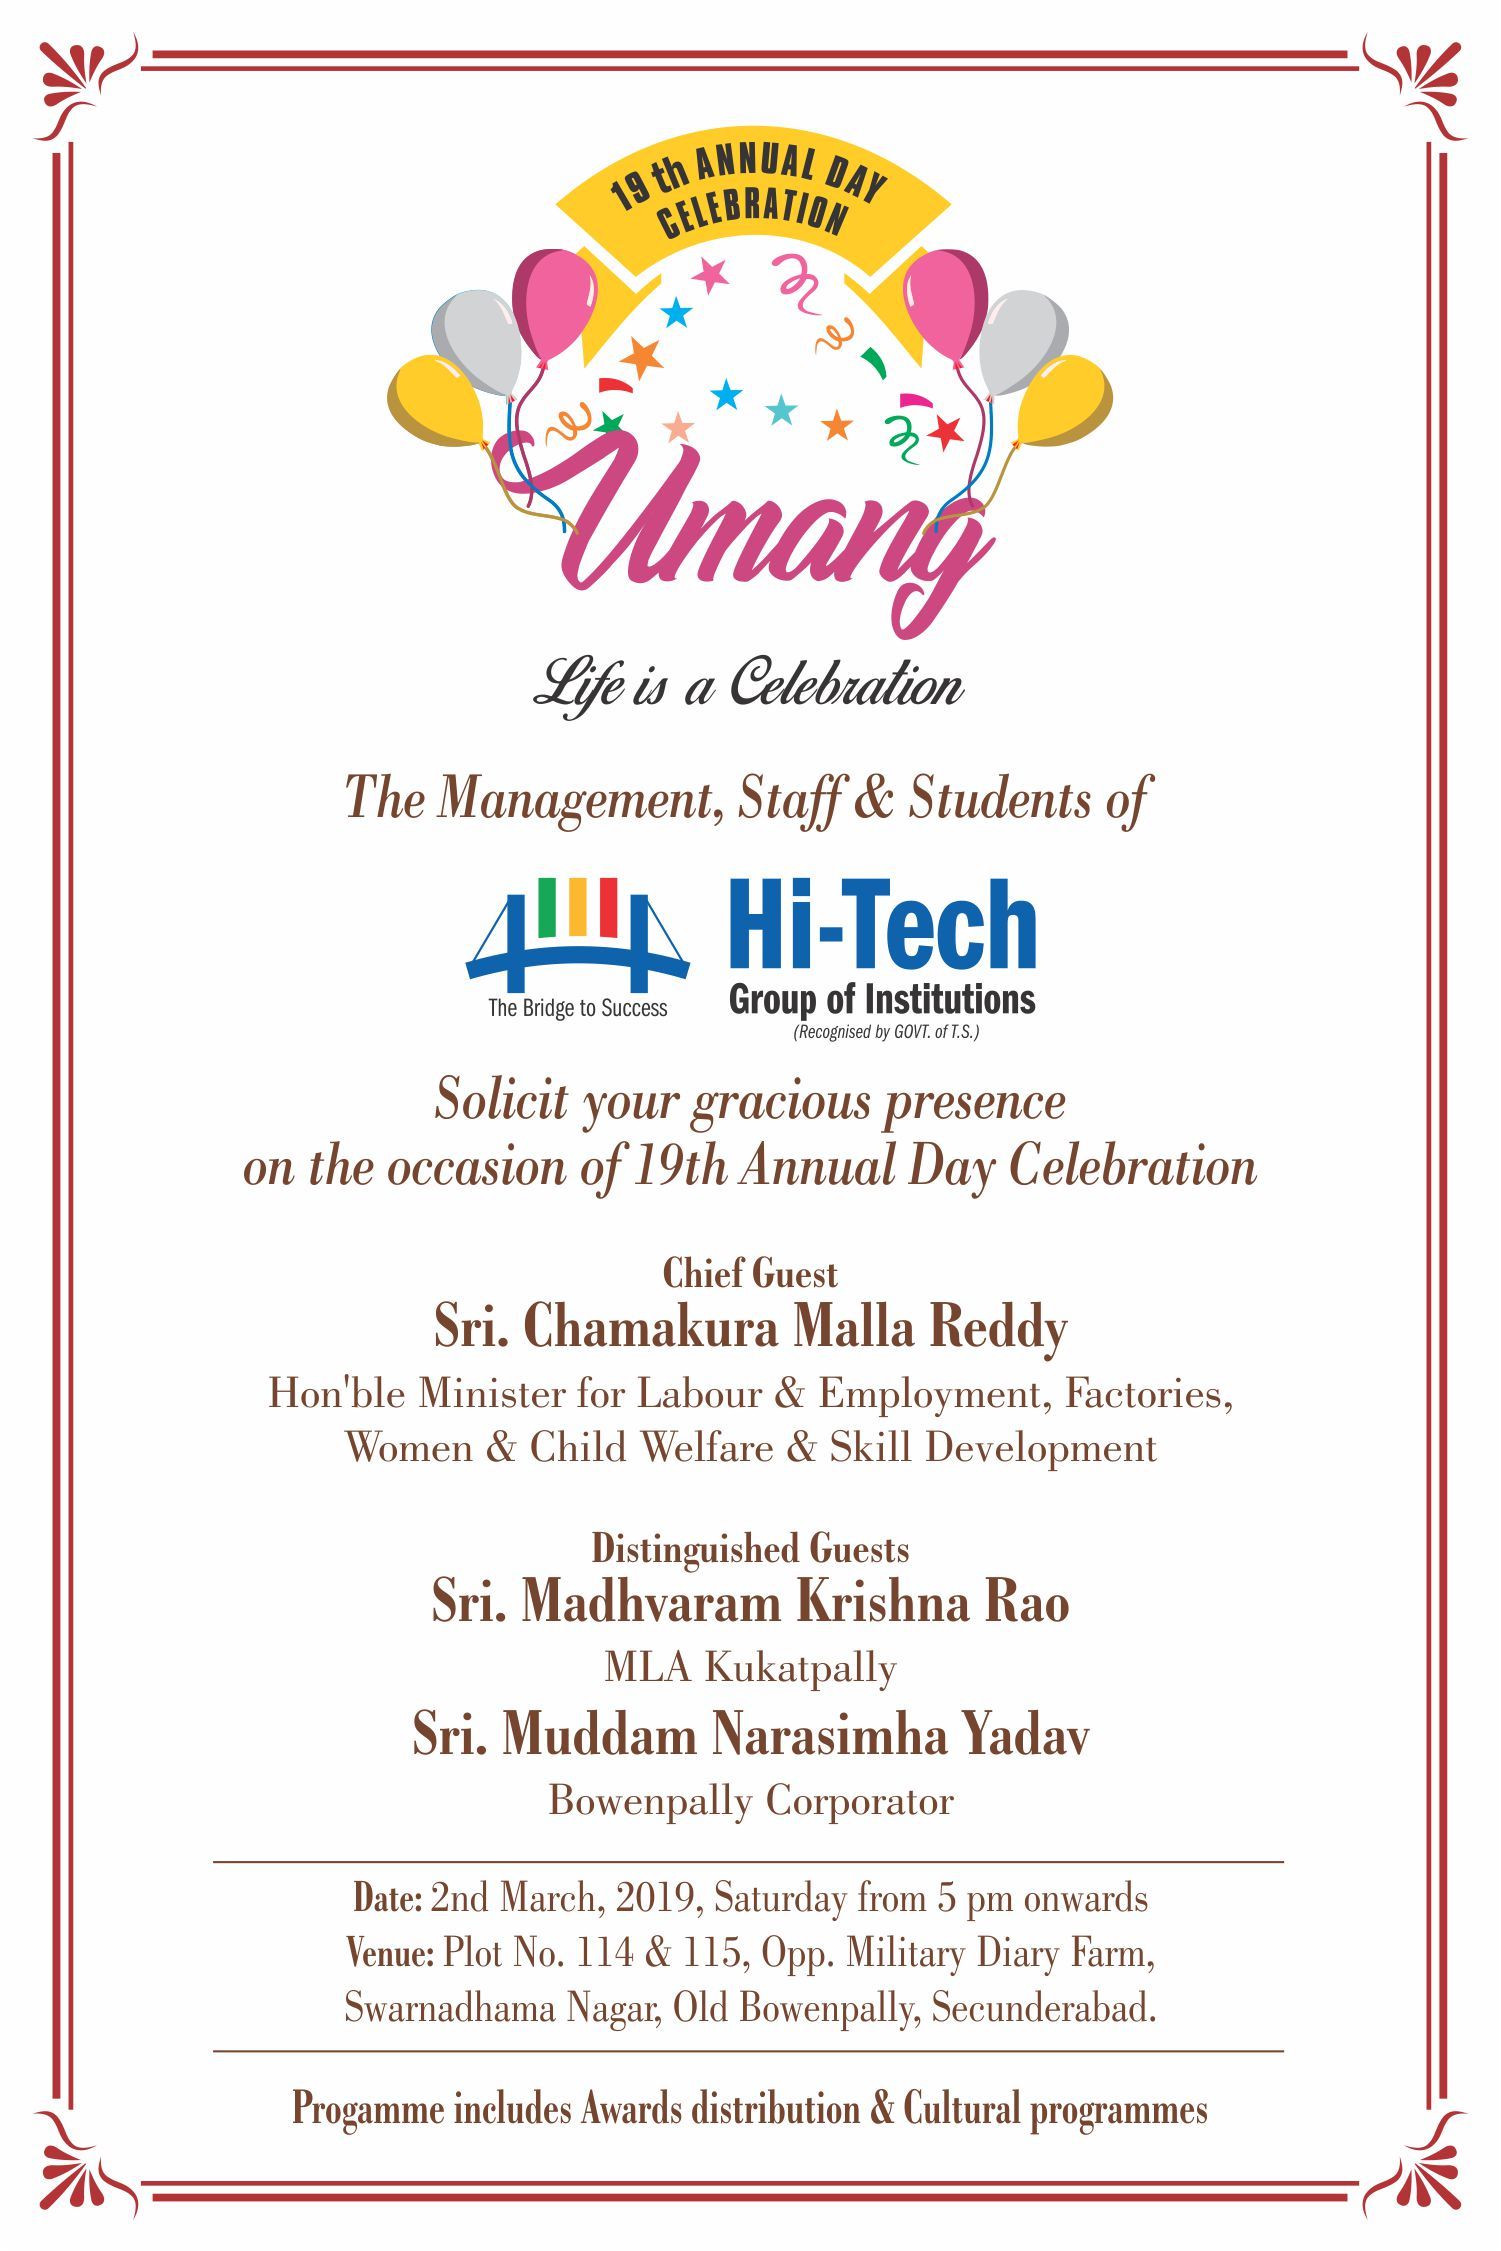 19 th ANNUAL DAY
CELEBRATION
Umang
Life is a Celebration
The Management, Staff & Students of
The Bridge to Success
Hi-Tech
Group of Institutions
(Recognised by GOVT. of T.S.)
Solicit your gracious presence
on the occasion of 19th Annual Day Celebration
Chief Guest
Sri. Chamakura Malla Reddy
Hon'ble Minister for Labour & Employment, Factories,
Women & Child Welfare & Skill Development
Distinguished Guests
Sri. Madhvaram Krishna Rao
MLA Kukatpally
Sri. Muddam Narasimha Yadav
Bowenpally Corporator
Date: 2nd March, 2019, Saturday from 5 pm onwards
Venue: Plot No. 114 & 115, Opp. Military Diary Farm,
Swarnadhama Nagar, Old Bowenpally, Secunderabad.
Progamme includes Awards distribution & Cultural programmes